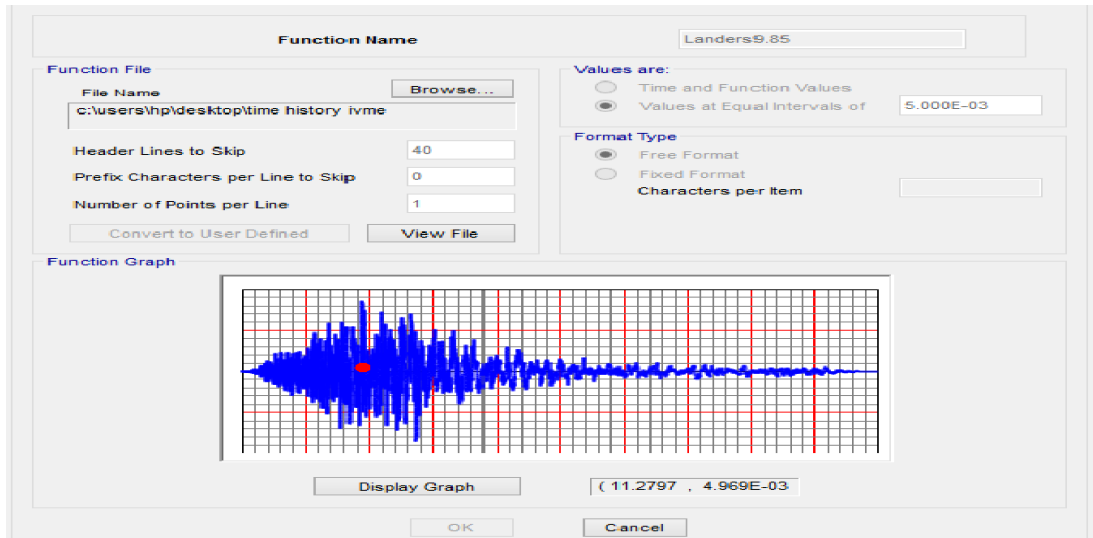 Function Name
Landers9.85
Function File
File Name
Browse...
c:\users\hp\desktop\time history ivme
Header Lines to Skip
40
Prefix Characters per Line to Skip
0
Number of Points per Line
1
Convert to User Defined
View File
Values are:
Time and Function Values
Values at Equal Intervals of
5.000E-03
Format Type
Free Format
Fixed Format
Characters per Item
Function Graph
Display Graph
( 11.2797 , 4.969E-03
OK
Cancel